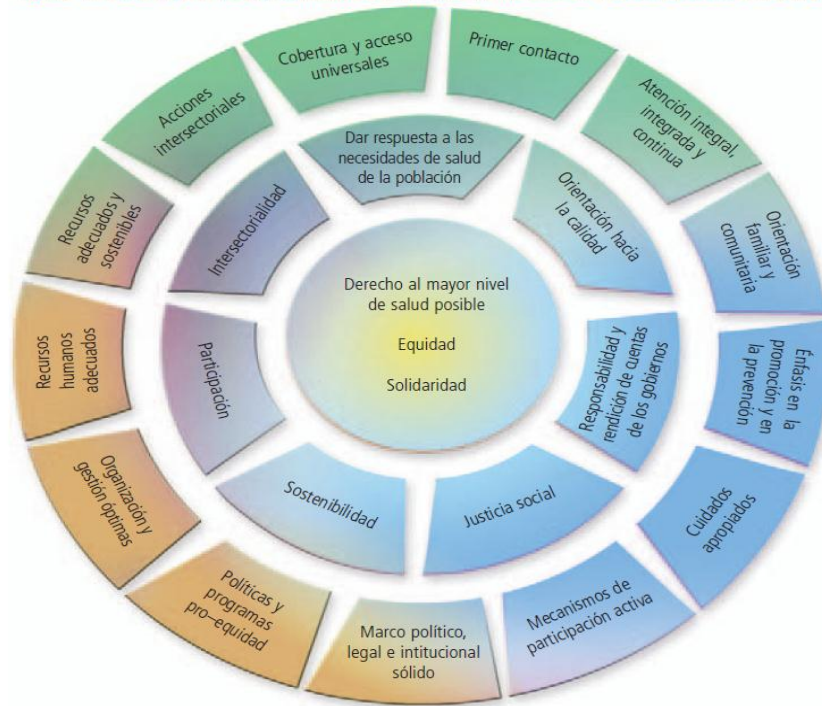 Cobertura y acceso
universales
Primer contacto
Atención integral,
integrada y
continua
Orientación
familiar y
comunitaria
Énfasis en la
promoción y en
la prevención
Cuidados
apropiados
Mecanismos de
participación activa
Marco político,
legal e intitucional
sólido
Políticas y
programas
pro–equidad
Organización y
gestión óptimas
Recursos
humanos
adecuados
Recursos
adecuados y
sostenibles
Acciones
intersectoriales
Dar respuesta a las
necesidades de salud
de la población
Orientación hacia
la calidad
Responsabilidad y
rendición de cuentas
de los gobiernos
Justicia social
Sostenibilidad
Participación
Intersectorialidad
Derecho al mayor nivel
de salud posible
Equidad
Solidaridad